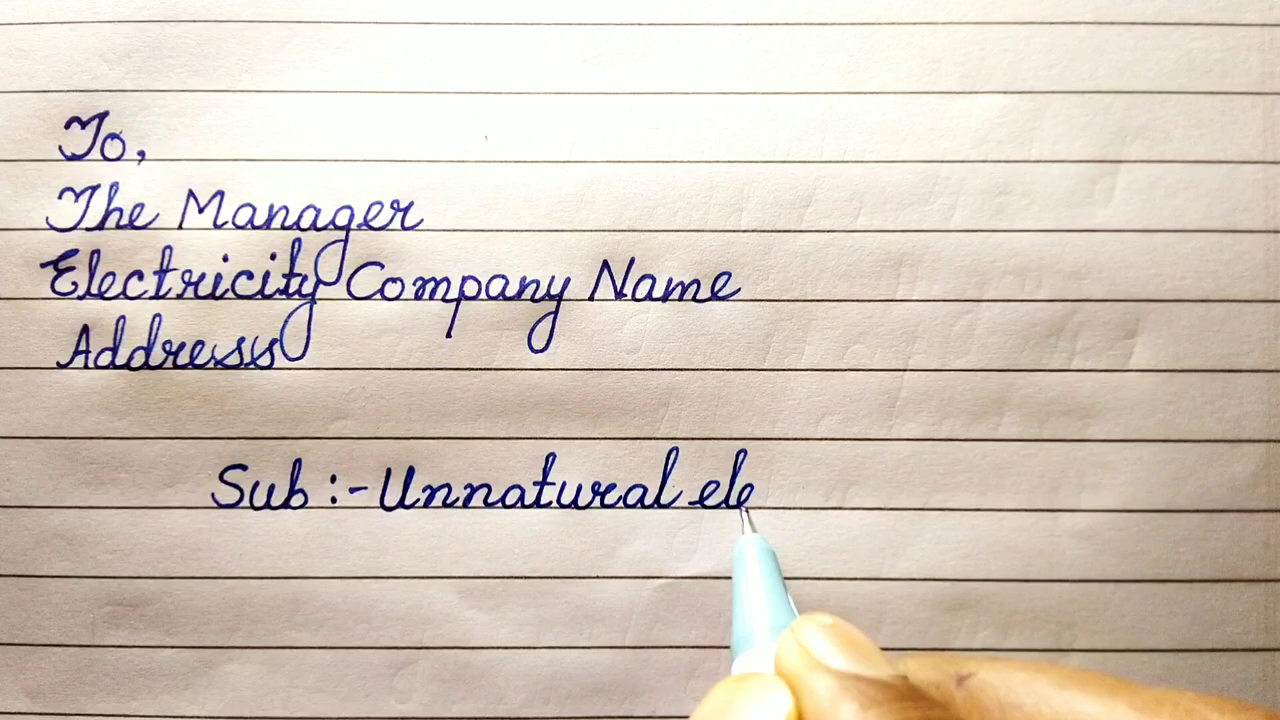 To,
The Manager
Electricity Company Name
Address
Sub :- Unnatural ele